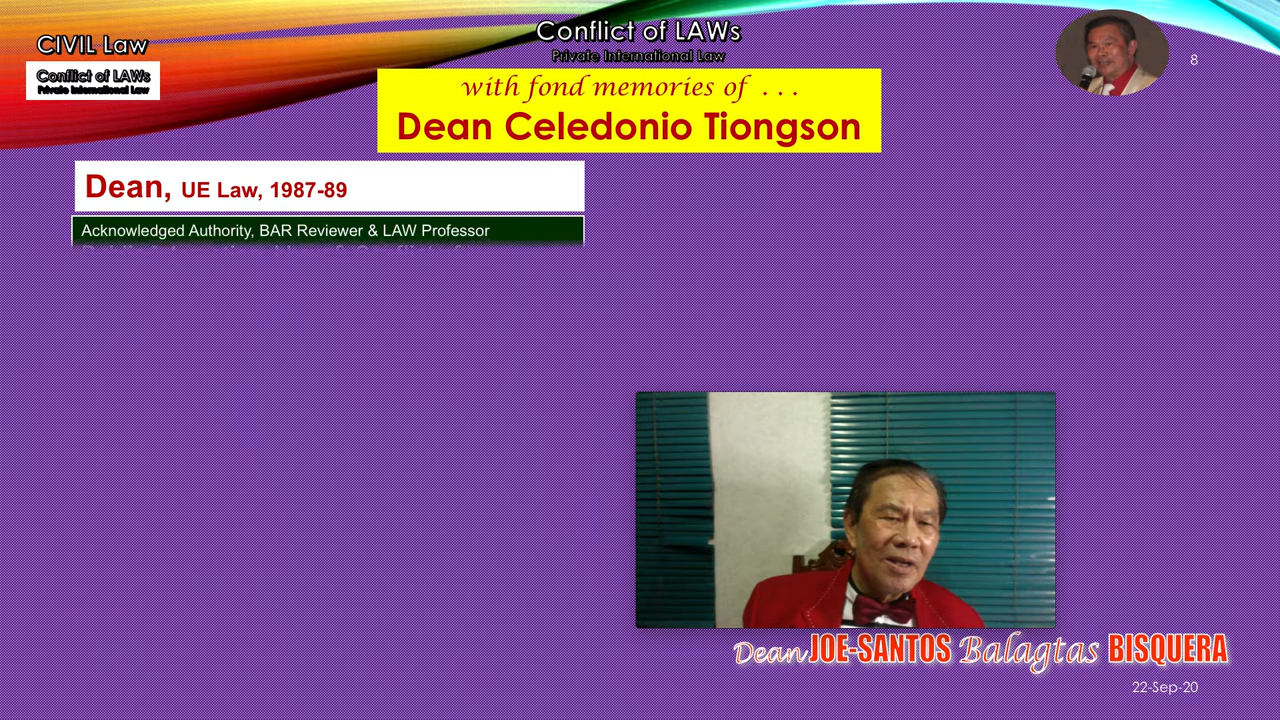 CIVIL Law
Conflict of LAWs
Private International Law
Conflict of LAWs
Private International Law
8
with fond memories of . . .
Dean Celedonio Tiongson
Dean, UE Law, 1987-89
Acknowledged Authority, BAR Reviewer & LAW Professor
Dean JOE-SANTOS Balagtas BISQUERA
22-Sep-20